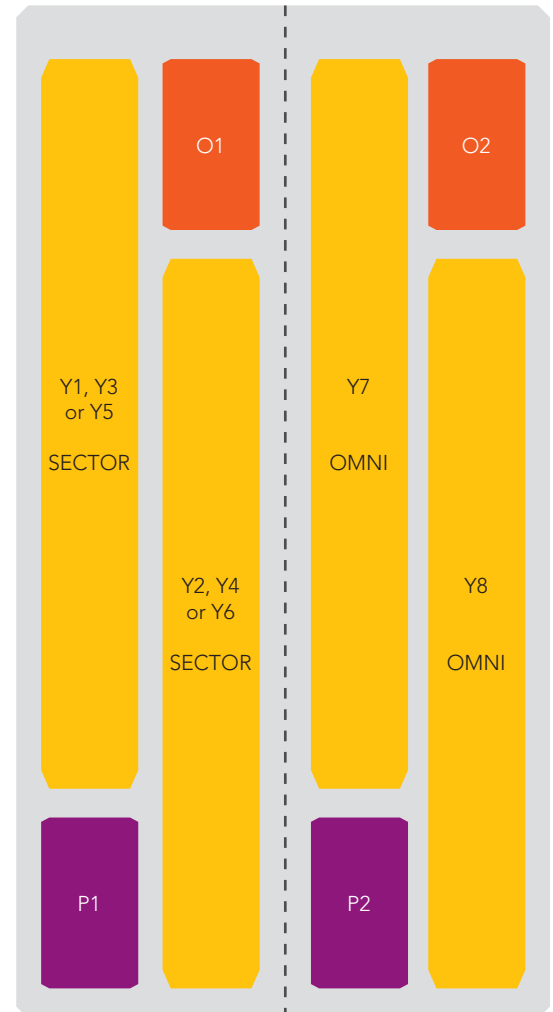 O1
O2
Y1, Y3
or Y5
SECTOR
Y7
OMNI
Y2, Y4
or Y6
SECTOR
Y8
OMNI
P1
P2